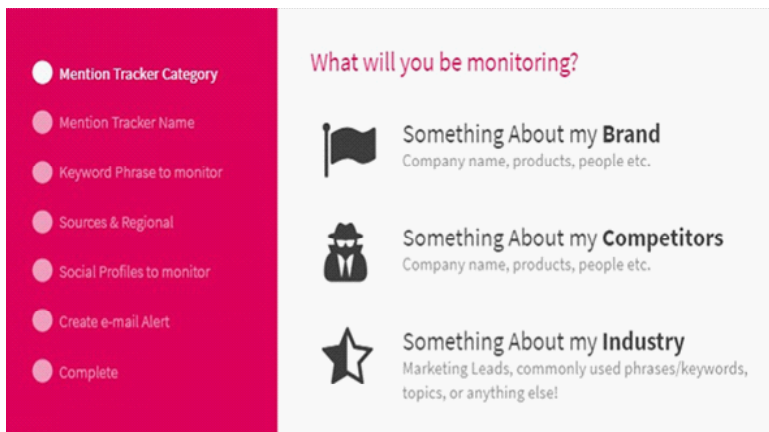 Mention Tracker Category
Mention Tracker Name
Keyword Phrase to monitor
Sources & Regional
Social Profiles to monitor
Create e-mail Alert
Complete
What will you be monitoring?
Something About my Brand
Company name, products, people etc.
Something About my Competitors
Company name, products, people etc.
Something About my Industry
Marketing Leads, commonly used phrases/keywords,
topics, or anything else!